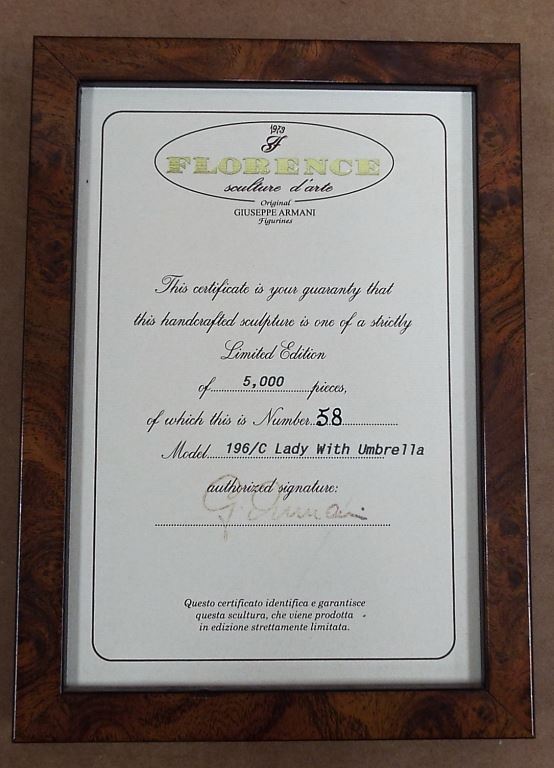 1973
FLORENCE
sculture d'arte
Original
GIUSEPPE ARMANI
Figurines
This certificate is your guaranty that
this handcrafted sculpture is one of a strictly
Limited Edition
of 5,000 pieces,
of which this is Number 58
Model 196/C Lady With Umbrella
authorized signature:
G. Armani
Questo certificato identifica e garantisce
questa scultura, che viene prodotta
in edizione strettamente limitata.